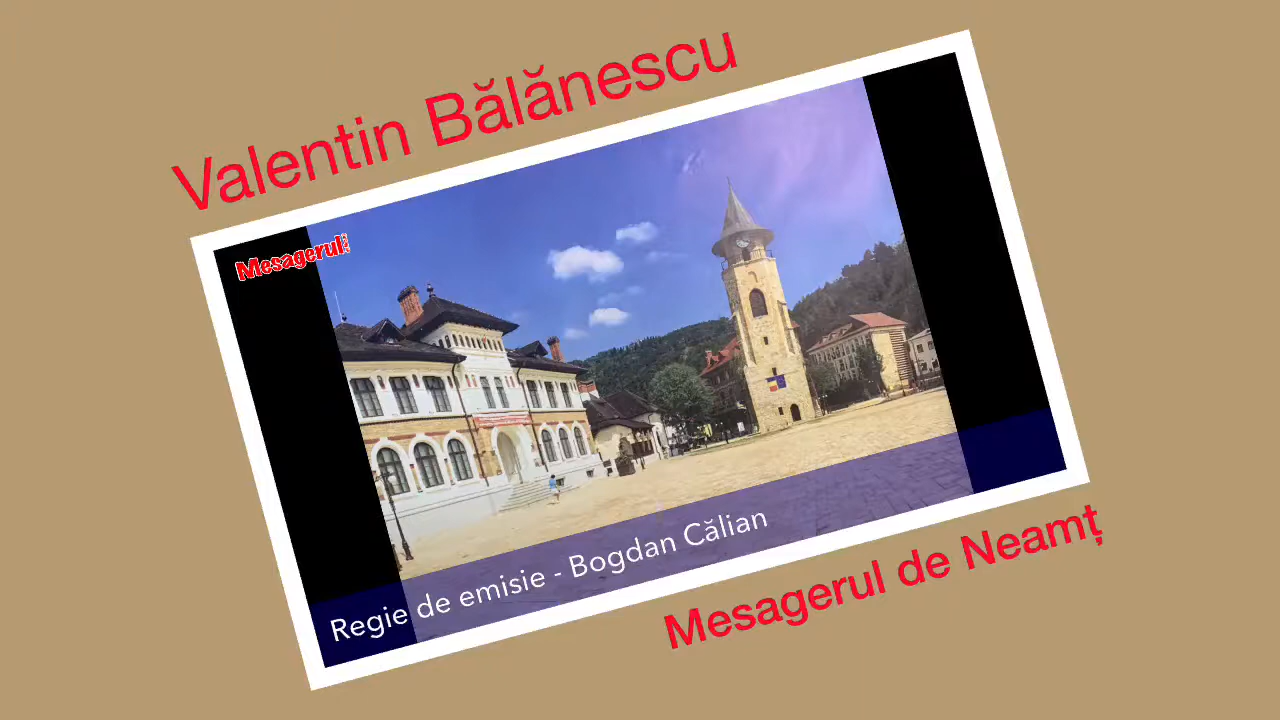 Valentin Bălănescu
Mesagerul
Regie de emisie - Bogdan Călian
Mesagerul de Neamț